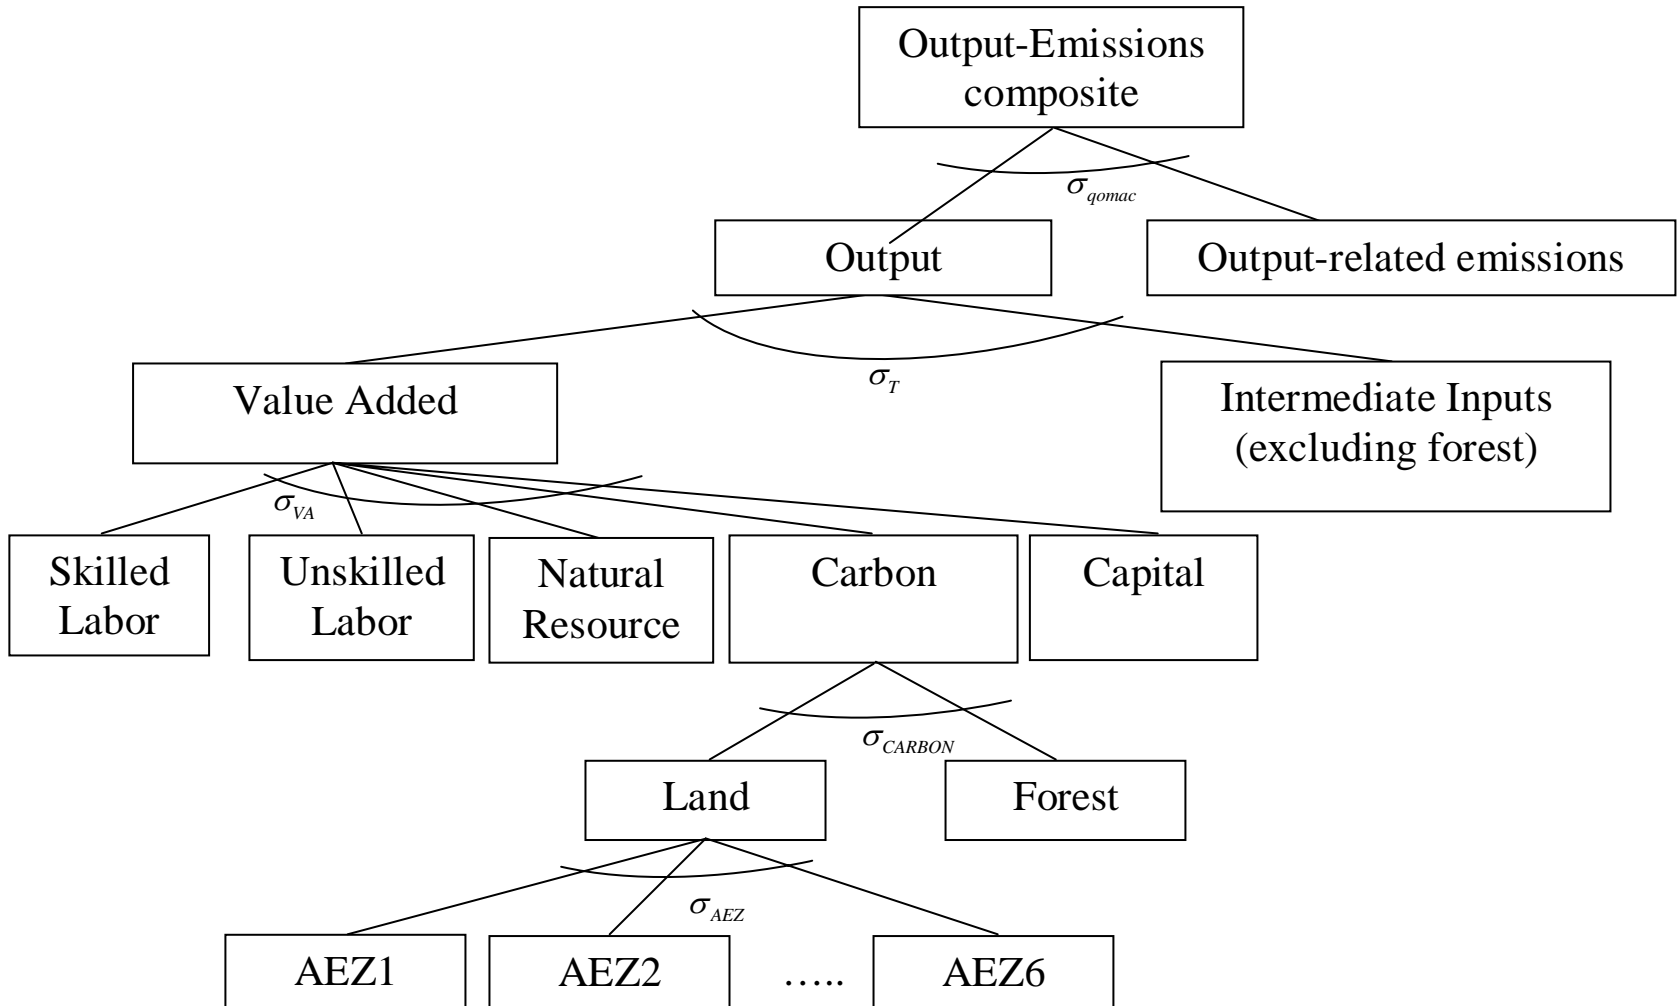 Output-Emissions
composite
σqomac
Output
Output-related emissions
σT
Value Added
Intermediate Inputs
(excluding forest)
σVA
Skilled
Labor
Unskilled
Labor
Natural
Resource
Carbon
Capital
σCARBON
Land
Forest
σAEZ
AEZ1
AEZ2
.....
AEZ6